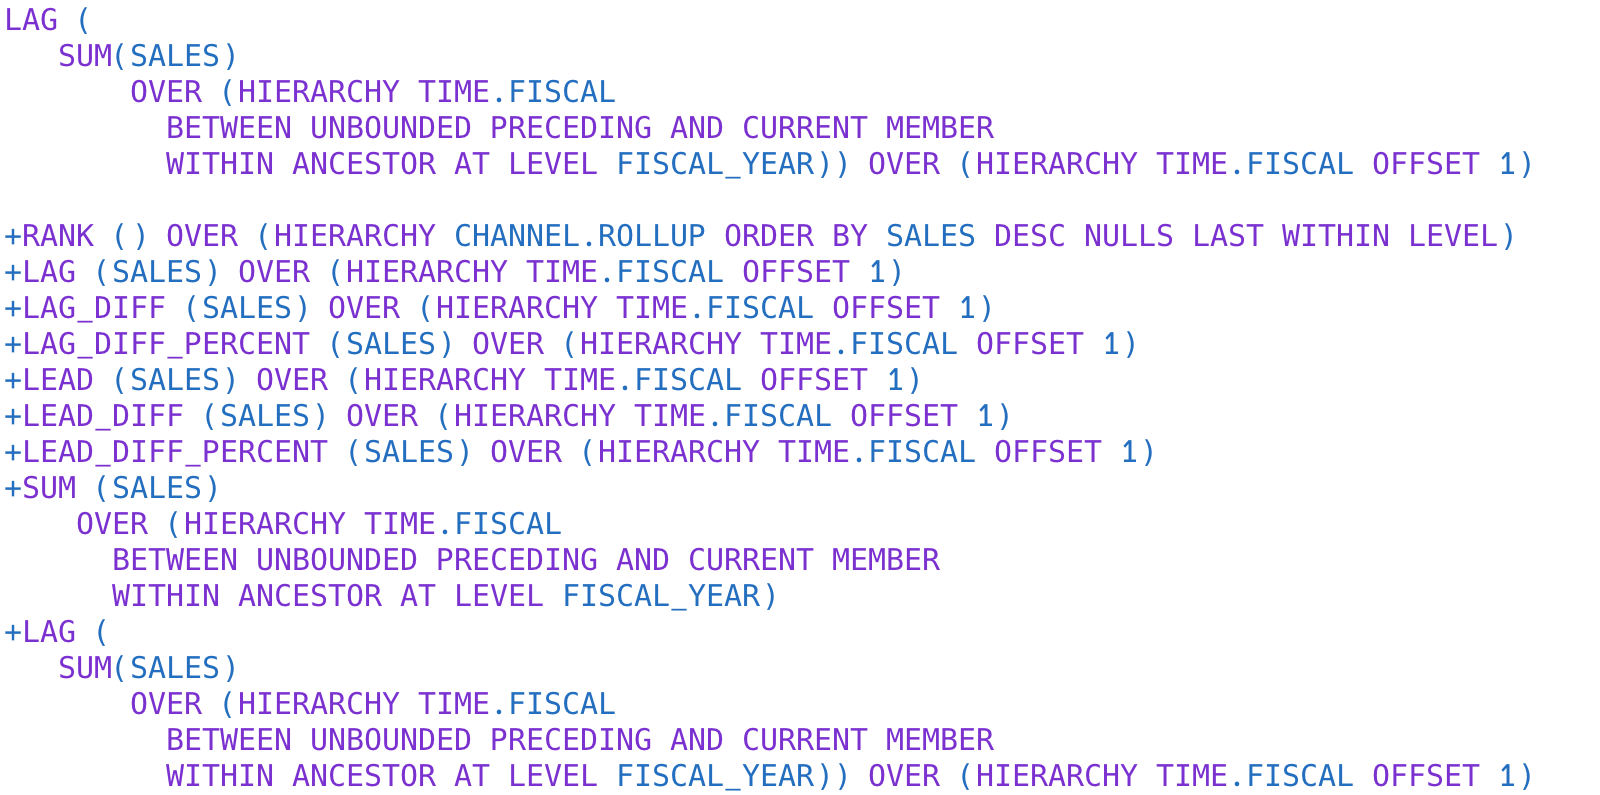 LAG (
SUM(SALES)
OVER (HIERARCHY TIME.FISCAL
BETWEEN UNBOUNDED PRECEDING AND CURRENT MEMBER
WITHIN ANCESTOR AT LEVEL FISCAL_YEAR)) OVER (HIERARCHY TIME.FISCAL OFFSET 1)
+RANK () OVER (HIERARCHY CHANNEL.ROLLUP ORDER BY SALES DESC NULLS LAST WITHIN LEVEL)
+LAG (SALES) OVER (HIERARCHY TIME.FISCAL OFFSET 1)
+LAG_DIFF (SALES) OVER (HIERARCHY TIME.FISCAL OFFSET 1)
+LAG_DIFF_PERCENT (SALES) OVER (HIERARCHY TIME.FISCAL OFFSET 1)
+LEAD (SALES) OVER (HIERARCHY TIME.FISCAL OFFSET 1)
+LEAD_DIFF (SALES) OVER (HIERARCHY TIME.FISCAL OFFSET 1)
+LEAD_DIFF_PERCENT (SALES) OVER (HIERARCHY TIME.FISCAL OFFSET 1)
+SUM (SALES)
OVER (HIERARCHY TIME.FISCAL
BETWEEN UNBOUNDED PRECEDING AND CURRENT MEMBER
WITHIN ANCESTOR AT LEVEL FISCAL_YEAR)
+LAG (
SUM(SALES)
OVER (HIERARCHY TIME.FISCAL
BETWEEN UNBOUNDED PRECEDING AND CURRENT MEMBER
WITHIN ANCESTOR AT LEVEL FISCAL_YEAR)) OVER (HIERARCHY TIME.FISCAL OFFSET 1)